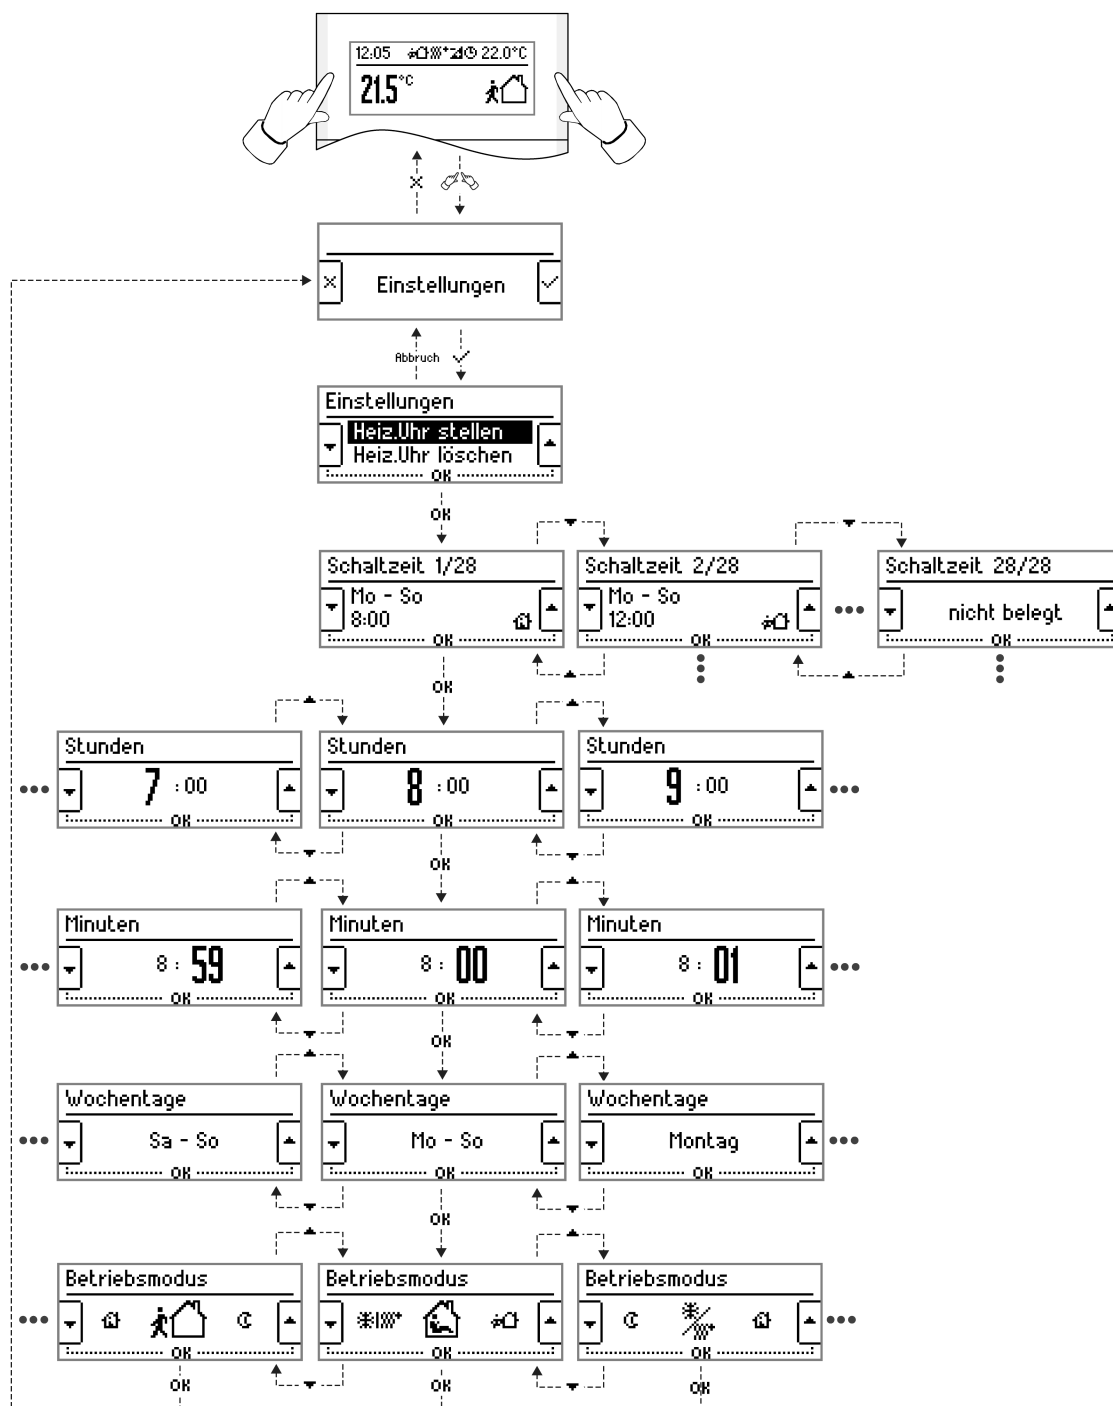 12:05 22.0°C
21.5°C
Einstellungen
Abbruch
Einstellungen
Heiz.Uhr stellen
Heiz.Uhr löschen
OK
OK
Schaltzeit 1/28
Mo - So
8:00
OK
Schaltzeit 2/28
Mo - So
12:00
OK
Schaltzeit 28/28
nicht belegt
OK
OK
Stunden
7 :00
OK
Stunden
8 :00
OK
Stunden
9 :00
OK
OK
Minuten
8 : 59
OK
Minuten
8 : 00
OK
Minuten
8 : 01
OK
OK
Wochentage
Sa - So
OK
Wochentage
Mo - So
OK
Wochentage
Montag
OK
OK
Betriebsmodus
OK
Betriebsmodus
OK
Betriebsmodus
OK
OK
OK
OK